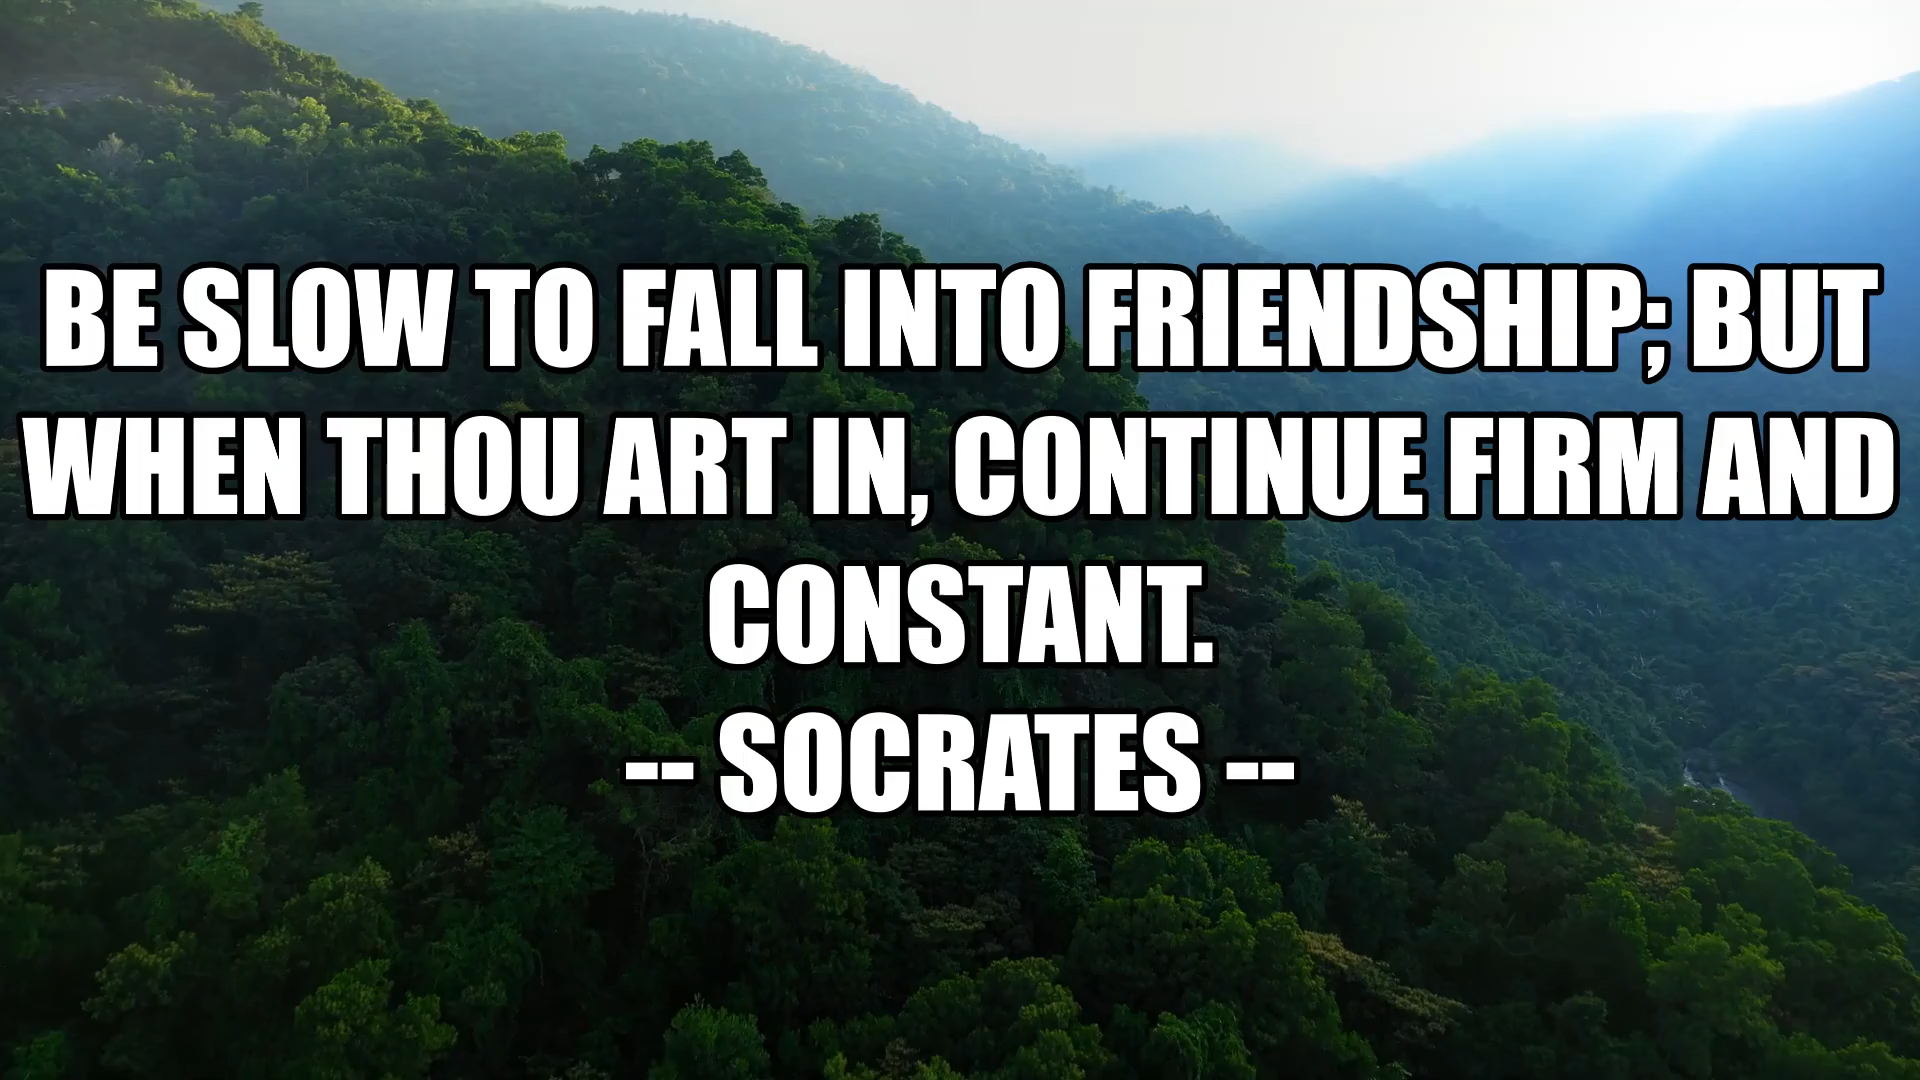 BE SLOW TO FALL INTO FRIENDSHIP; BUT
WHEN THOU ART IN, CONTINUE FIRM AND
CONSTANT.
-- SOCRATES --